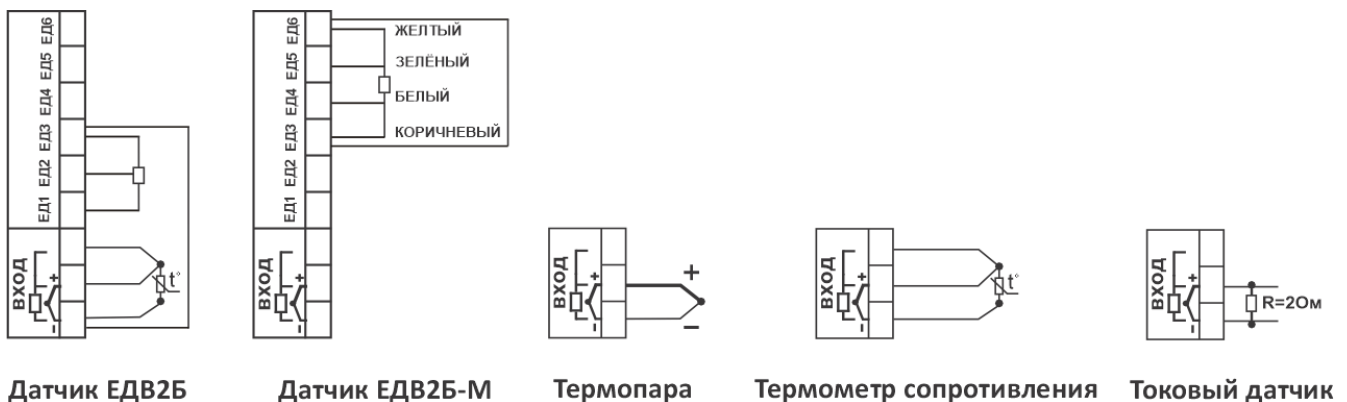 ЕД6
ЕД5
ЕД4
ЕД3
ЕД2
ЕД1
ВХОД
+
-
t°
Датчик ЕДВ2Б
ЕД6
ЕД5
ЕД4
ЕД3
ЕД2
ЕД1
ЖЕЛТЫЙ
ЗЕЛЁНЫЙ
БЕЛЫЙ
КОРИЧНЕВЫЙ
ВХОД
+
-
Датчик ЕДВ2Б-М
ВХОД
+
-
+
–
Термопара
ВХОД
+
-
t°
Термометр сопротивления
ВХОД
+
-
R=2Ом
Токовый датчик